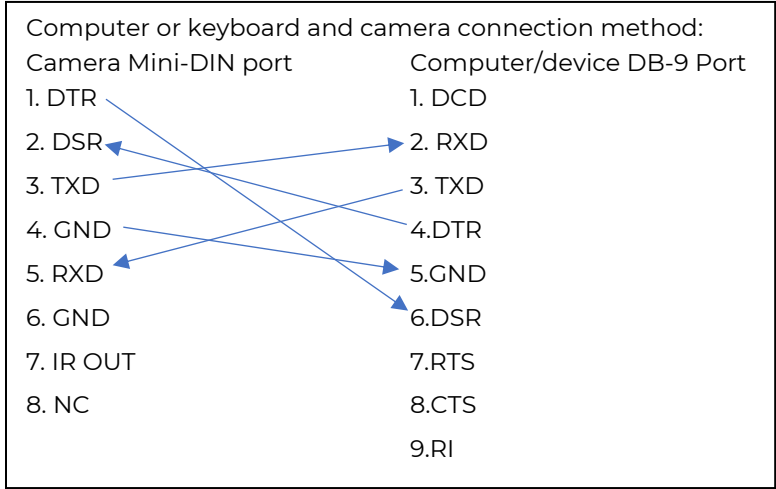 Computer or keyboard and camera connection method:
Camera Mini-DIN port Computer/device DB-9 Port
1. DTR 1. DCD
2. DSR 2. RXD
3. TXD 3. TXD
4. GND 4.DTR
5. RXD 5.GND
6. GND 6.DSR
7. IR OUT 7.RTS
8. NC 8.CTS
9.RI